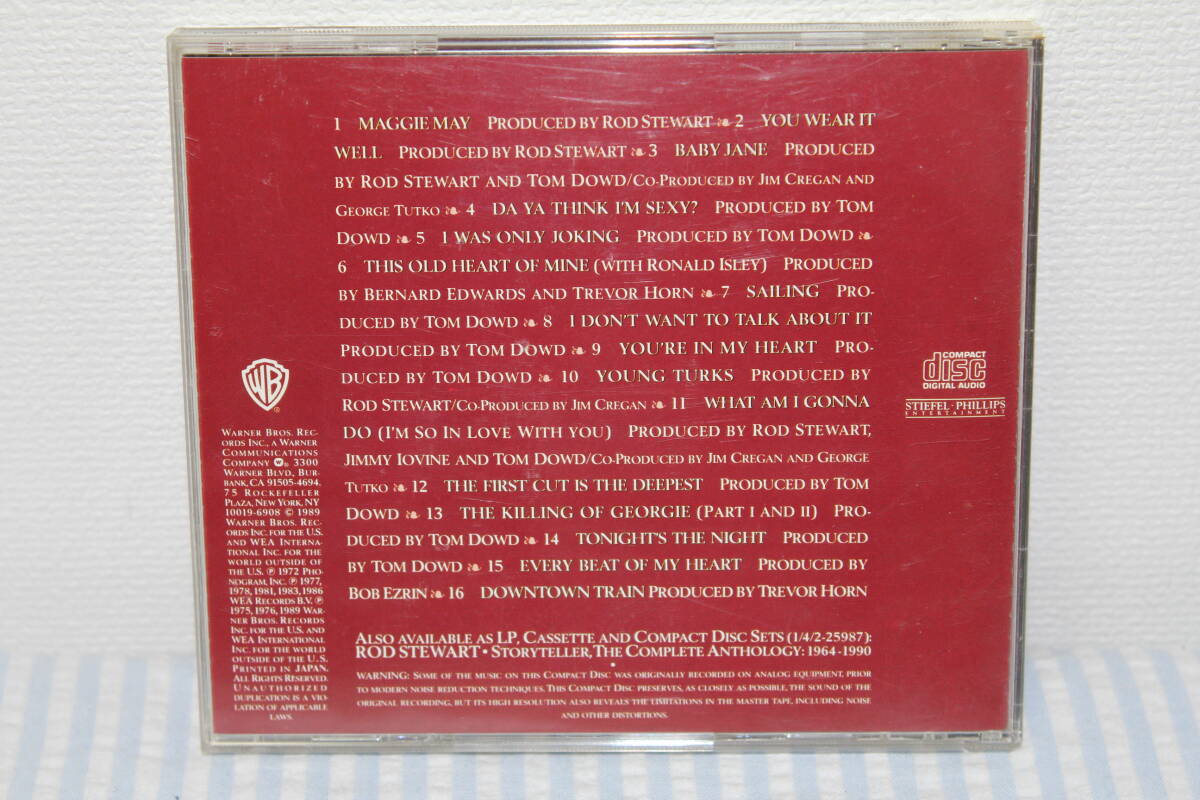 1 MAGGIE MAY PRODUCED BY ROD STEWART ❧ 2 YOU WEAR IT
WELL PRODUCED BY ROD STEWART ❧ 3 BABY JANE PRODUCED
BY ROD STEWART AND TOM DOWD/CO-PRODUCED BY JIM CREGAN AND
GEORGE TUTKO ❧ 4 DA YA THINK I'M SEXY? PRODUCED BY TOM
DOWD ❧ 5 I WAS ONLY JOKING PRODUCED BY TOM DOWD ❧
6 THIS OLD HEART OF MINE (WITH RONALD ISLEY) PRODUCED
BY BERNARD EDWARDS AND TREVOR HORN ❧ 7 SAILING PRO-
DUCED BY TOM DOWD ❧ 8 I DON'T WANT TO TALK ABOUT IT
PRODUCED BY TOM DOWD ❧ 9 YOU'RE IN MY HEART PRO-
DUCED BY TOM DOWD ❧ 10 YOUNG TURKS PRODUCED BY
ROD STEWART/CO-PRODUCED BY JIM CREGAN ❧ 11 WHAT AM I GONNA
DO (I'M SO IN LOVE WITH YOU) PRODUCED BY ROD STEWART,
JIMMY IOVINE AND TOM DOWD/CO-PRODUCED BY JIM CREGAN AND GEORGE
TUTKO ❧ 12 THE FIRST CUT IS THE DEEPEST PRODUCED BY TOM
DOWD ❧ 13 THE KILLING OF GEORGIE (PART I AND II) PRO-
DUCED BY TOM DOWD ❧ 14 TONIGHT'S THE NIGHT PRODUCED
BY TOM DOWD ❧ 15 EVERY BEAT OF MY HEART PRODUCED BY
BOB EZRIN ❧ 16 DOWNTOWN TRAIN PRODUCED BY TREVOR HORN
ALSO AVAILABLE AS LP, CASSETTE AND COMPACT DISC SETS (1/4/2-25987):
ROD STEWART • STORYTELLER, THE COMPLETE ANTHOLOGY: 1964-1990
•
WARNING: SOME OF THE MUSIC ON THIS COMPACT DISC WAS ORIGINALLY RECORDED ON ANALOG EQUIPMENT, PRIOR
TO MODERN NOISE REDUCTION TECHNIQUES. THIS COMPACT DISC PRESERVES, AS CLOSELY AS POSSIBLE, THE SOUND OF THE
ORIGINAL RECORDING, BUT ITS HIGH RESOLUTION ALSO REVEALS THE LIMITATIONS IN THE MASTER TAPE, INCLUDING NOISE
AND OTHER DISTORTIONS.
WB
®
WARNER BROS. REC-
ORDS INC., A WARNER
COMMUNICATIONS
COMPANY Ⓦ® 3300
WARNER BLVD., BUR-
BANK, CA 91505-4694.
75 ROCKEFELLER
PLAZA, NEW YORK, NY
10019-6908 © 1989
WARNER BROS. REC-
ORDS INC. FOR THE U.S.
AND WEA INTERNA-
TIONAL INC. FOR THE
WORLD OUTSIDE OF
THE U.S. ℗ 1972 PHO-
NOGRAM, INC. ℗ 1977,
1978, 1981, 1983, 1986
WEA RECORDS B.V. ℗
1975, 1976, 1989 WAR-
NER BROS. RECORDS
INC. FOR THE U.S. AND
WEA INTERNATIONAL
INC. FOR THE WORLD
OUTSIDE OF THE U.S.
PRINTED IN JAPAN.
ALL RIGHTS RESERVED.
UNAUTHORIZED
DUPLICATION IS A VIO-
LATION OF APPLICABLE
LAWS.
COMPACT
disc
DIGITAL AUDIO
STIEFEL • PHILLIPS
ENTERTAINMENT